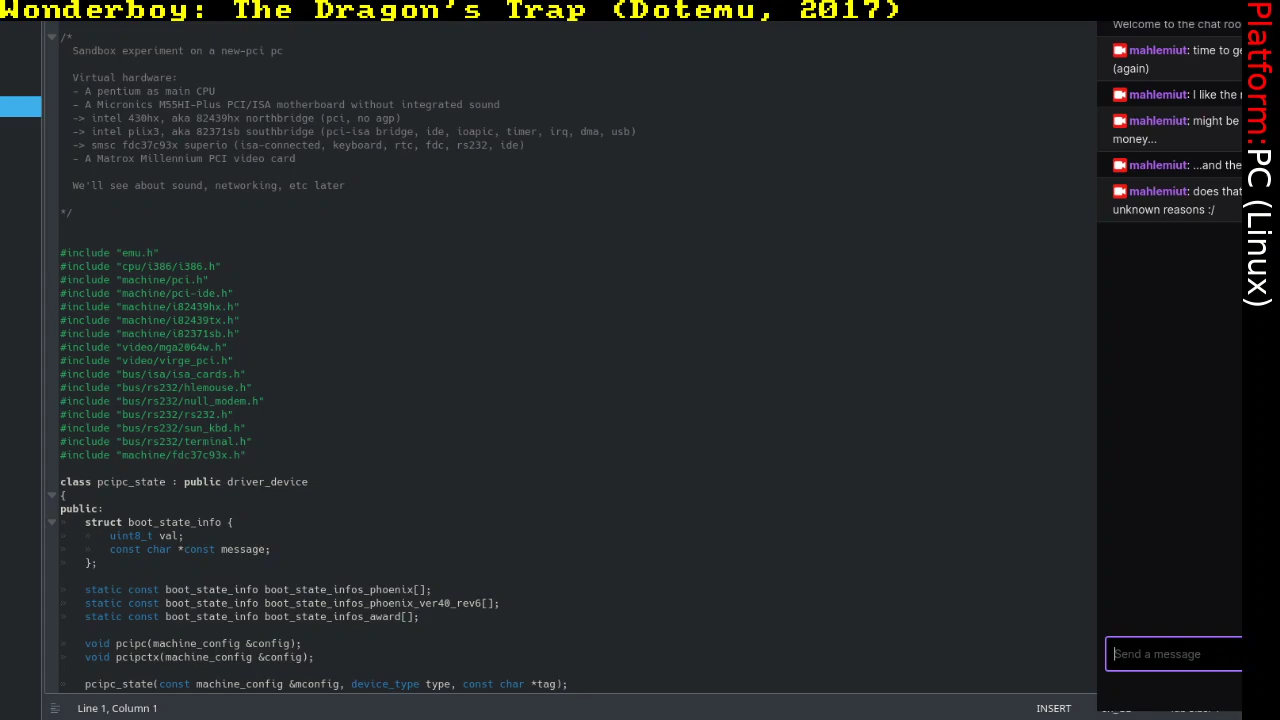 Wonderboy: The Dragon's Trap (Dotemu, 2017)
/*
Sandbox experiment on a new-pci pc
Virtual hardware:
- A pentium as main CPU
- A Micronics M55HI-Plus PCI/ISA motherboard without integrated sound
-> intel 430hx, aka 82439hx northbridge (pci, no agp)
-> intel piix3, aka 82371sb southbridge (pci-isa bridge, ide, ioapic, timer, irq, dma, usb)
-> smsc fdc37c93x superio (isa-connected, keyboard, rtc, fdc, rs232, ide)
- A Matrox Millennium PCI video card
We'll see about sound, networking, etc later
*/
#include "emu.h"
#include "cpu/i386/i386.h"
#include "machine/pci.h"
#include "machine/pci-ide.h"
#include "machine/i82439hx.h"
#include "machine/i82439tx.h"
#include "machine/i82371sb.h"
#include "video/mga2064w.h"
#include "video/virge_pci.h"
#include "bus/isa/isa_cards.h"
#include "bus/rs232/hlemouse.h"
#include "bus/rs232/null_modem.h"
#include "bus/rs232/rs232.h"
#include "bus/rs232/sun_kbd.h"
#include "bus/rs232/terminal.h"
#include "machine/fdc37c93x.h"
class pcipc_state : public driver_device
{
public:
struct boot_state_info {
uint8_t val;
const char *const message;
};
static const boot_state_info boot_state_infos_phoenix[];
static const boot_state_info boot_state_infos_phoenix_ver40_rev6[];
static const boot_state_info boot_state_infos_award[];
void pcipc(machine_config &config);
void pcipctx(machine_config &config);
pcipc_state(const machine_config &mconfig, device_type type, const char *tag);
Line 1, Column 1
INSERT
Welcome to the chat roo
mahlemiut: time to ge
(again)
mahlemiut: I like the
mahlemiut: might be
money...
mahlemiut: ...and the
mahlemiut: does that
unknown reasons :/
Send a message
Platform: PC (Linux)